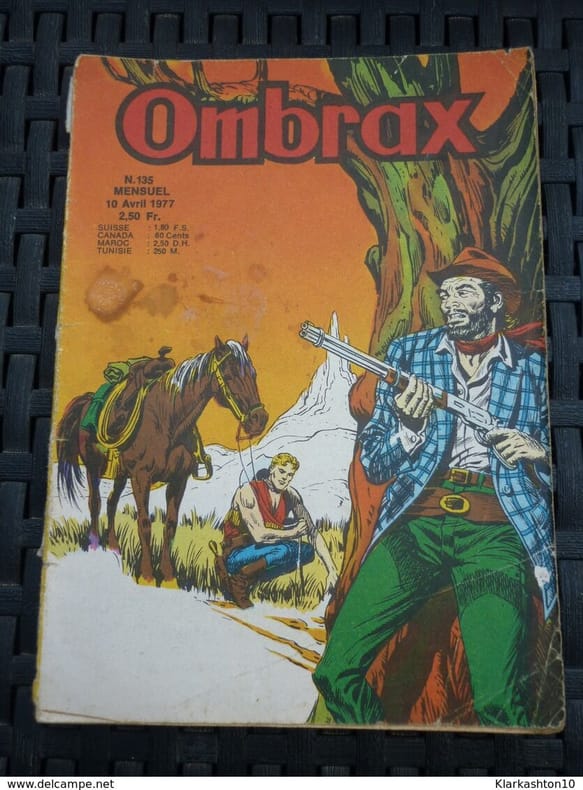 Ombrax
N.135
MENSUEL
10 Avril 1977
2,50 Fr.
SUISSE : 1,80 F.S.
CANADA : 60 Cents
MAROC : 2,50 D.H.
TUNISIE : 250 M.
www.delcampe.net
Klarkashton10